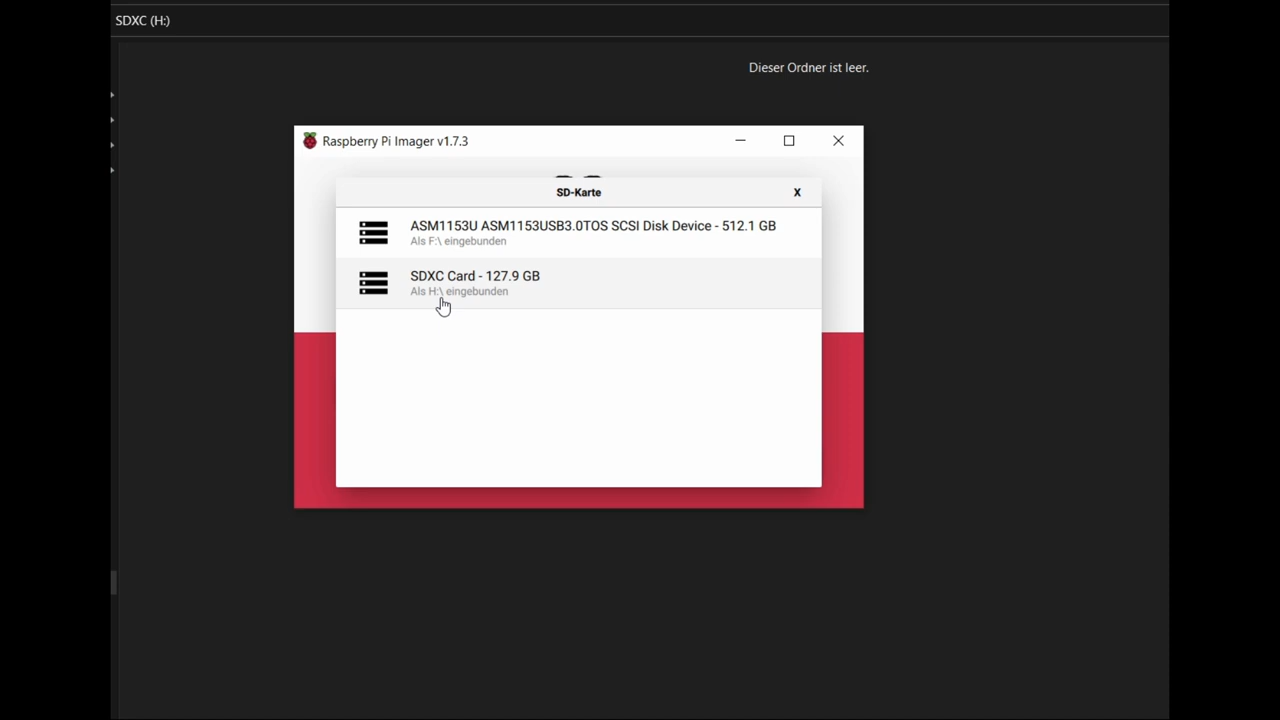 SDXC (H:)
Dieser Ordner ist leer.
Raspberry Pi Imager v1.7.3
SD-Karte
X
ASM1153U ASM1153USB3.0TOS SCSI Disk Device - 512.1 GB
Als F:\ eingebunden
SDXC Card - 127.9 GB
Als H:\ eingebunden